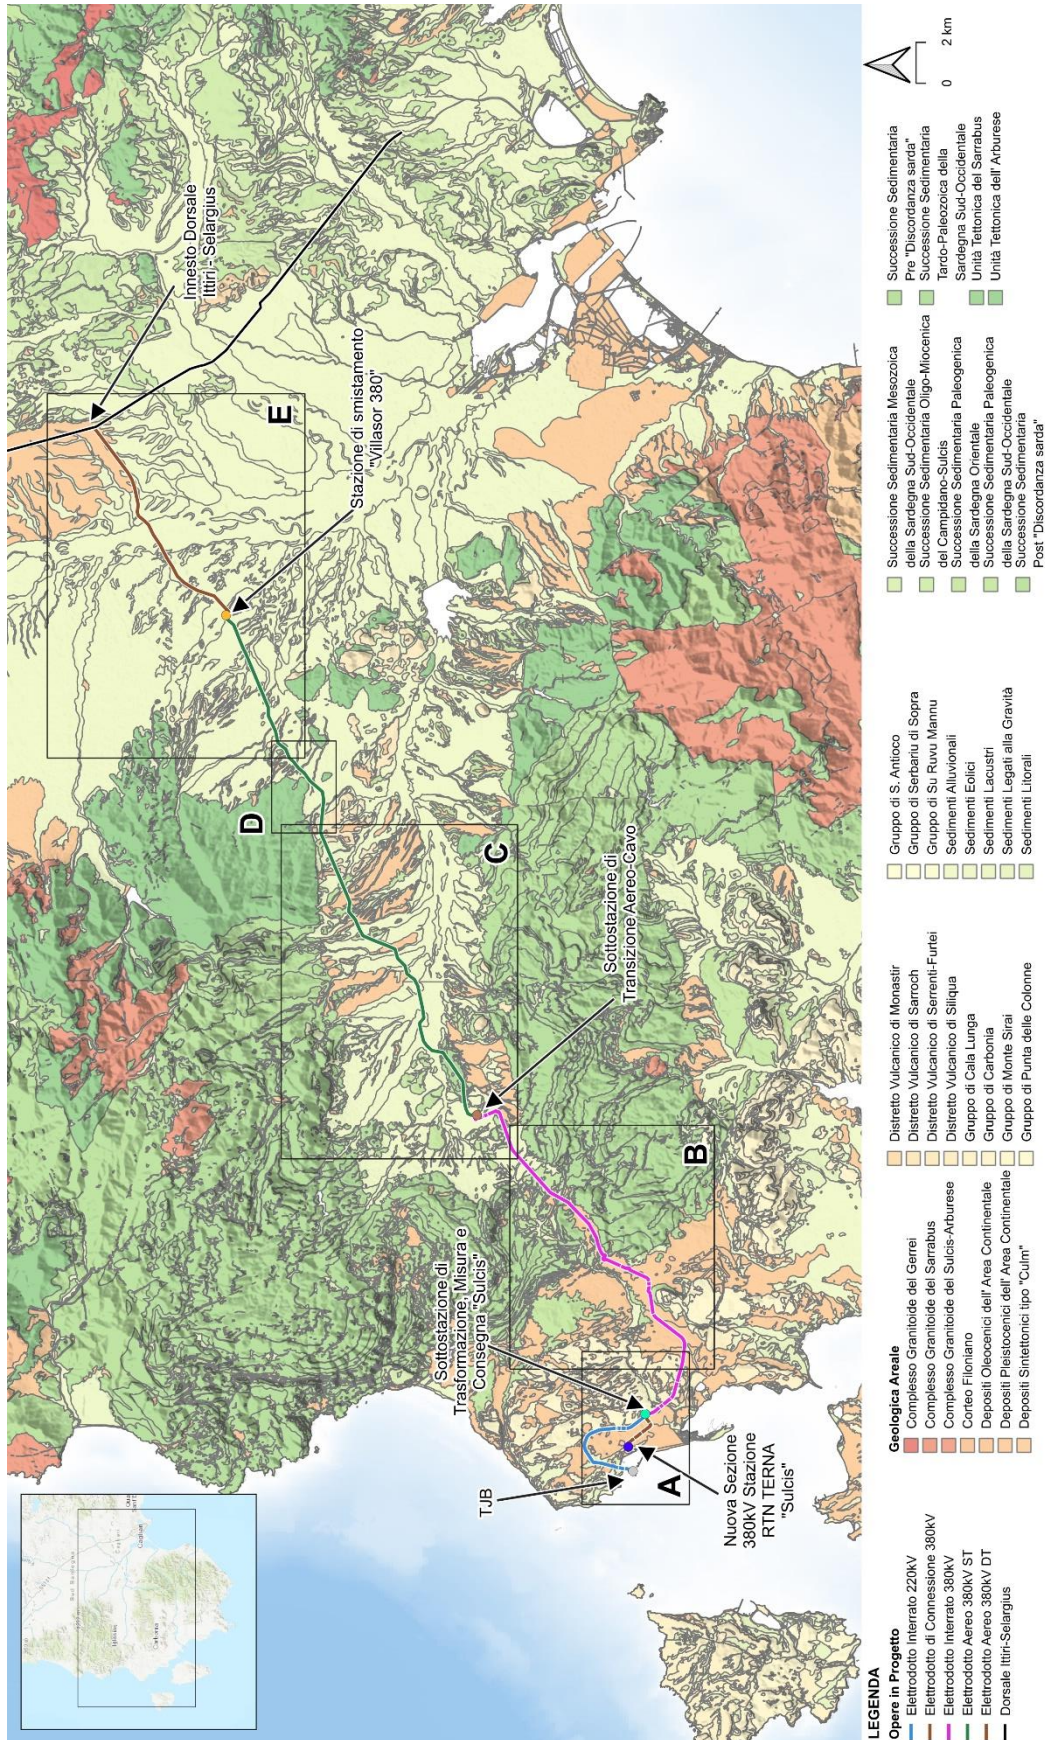 Innesto Dorsale
Ittiri - Selargius
Stazione di smistamento
"Villasor 380"
E
D
C
Sottostazione di
Transizione Aereo-Cavo
B
Sottostazione di
Trasformazione, Misura e
Consegna "Sulcis"
TJB
A
Nuova Sezione
380kV Stazione
RTN TERNA
"Sulcis"
Iglesias
Carbonia
Cagliari
0 2 km
LEGENDA
Opere in Progetto
Elettrodotto Interrato 220kV
Elettrodotto di Connessione 380kV
Elettrodotto Interrato 380kV
Elettrodotto Aereo 380kV ST
Elettrodotto Aereo 380kV DT
Dorsale Ittiri-Selargius
Geologica Areale
Complesso Granitoide del Gerrei
Complesso Granitoide del Sarrabus
Complesso Granitoide del Sulcis-Arburese
Corteo Filoniano
Depositi Oleocenici dell' Area Continentale
Depositi Pleistocenici dell' Area Continentale
Depositi Sintettonici tipo "Culm"
Distretto Vulcanico di Monastir
Distretto Vulcanico di Sarroch
Distretto Vulcanico di Serrenti-Furtei
Distretto Vulcanico di Siliqua
Gruppo di Cala Lunga
Gruppo di Carbonia
Gruppo di Monte Sirai
Gruppo di Punta delle Colonne
Gruppo di S. Antioco
Gruppo di Serbariu di Sopra
Gruppo di Su Ruvu Mannu
Sedimenti Alluvionali
Sedimenti Eolici
Sedimenti Lacustri
Sedimenti Legati alla Gravità
Sedimenti Litorali
Successione Sedimentaria Mesozoica
della Sardegna Sud-Occidentale
Successione Sedimentaria Oligo-Miocenica
del Campidano-Sulcis
Successione Sedimentaria Paleogenica
della Sardegna Orientale
Successione Sedimentaria Paleogenica
della Sardegna Sud-Occidentale
Successione Sedimentaria
Post "Discordanza sarda"
Successione Sedimentaria
Pre "Discordanza sarda"
Successione Sedimentaria
Tardo-Paleozoica della
Sardegna Sud-Occidentale
Unità Tettonica del Sarrabus
Unità Tettonica dell' Arburese